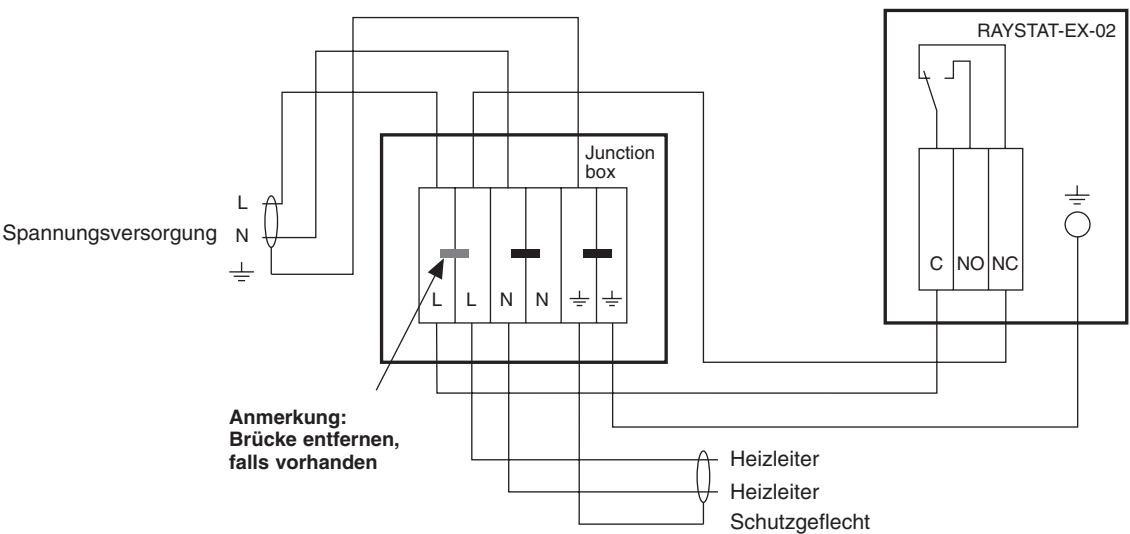 RAYSTAT-EX-02
Junction
box
L
Spannungsversorgung N
C NO NC
L L N N
Anmerkung:
Brücke entfernen,
falls vorhanden
Heizleiter
Heizleiter
Schutzgeflecht